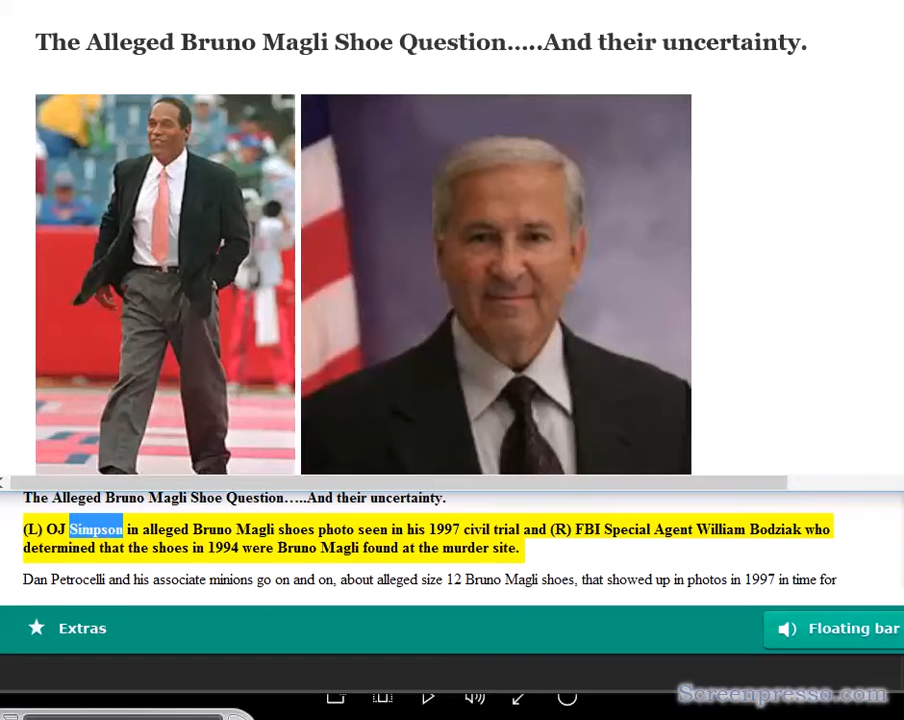 The Alleged Bruno Magli Shoe Question.....And their uncertainty.
The Alleged Bruno Magli Shoe Question…..And their uncertainty.
(L) OJ Simpson in alleged Bruno Magli shoes photo seen in his 1997 civil trial and (R) FBI Special Agent William Bodziak who
determined that the shoes in 1994 were Bruno Magli found at the murder site.
Dan Petrocelli and his associate minions go on and on, about alleged size 12 Bruno Magli shoes, that showed up in photos in 1997 in time for
Extras
Floating bar
Screenpresso.com